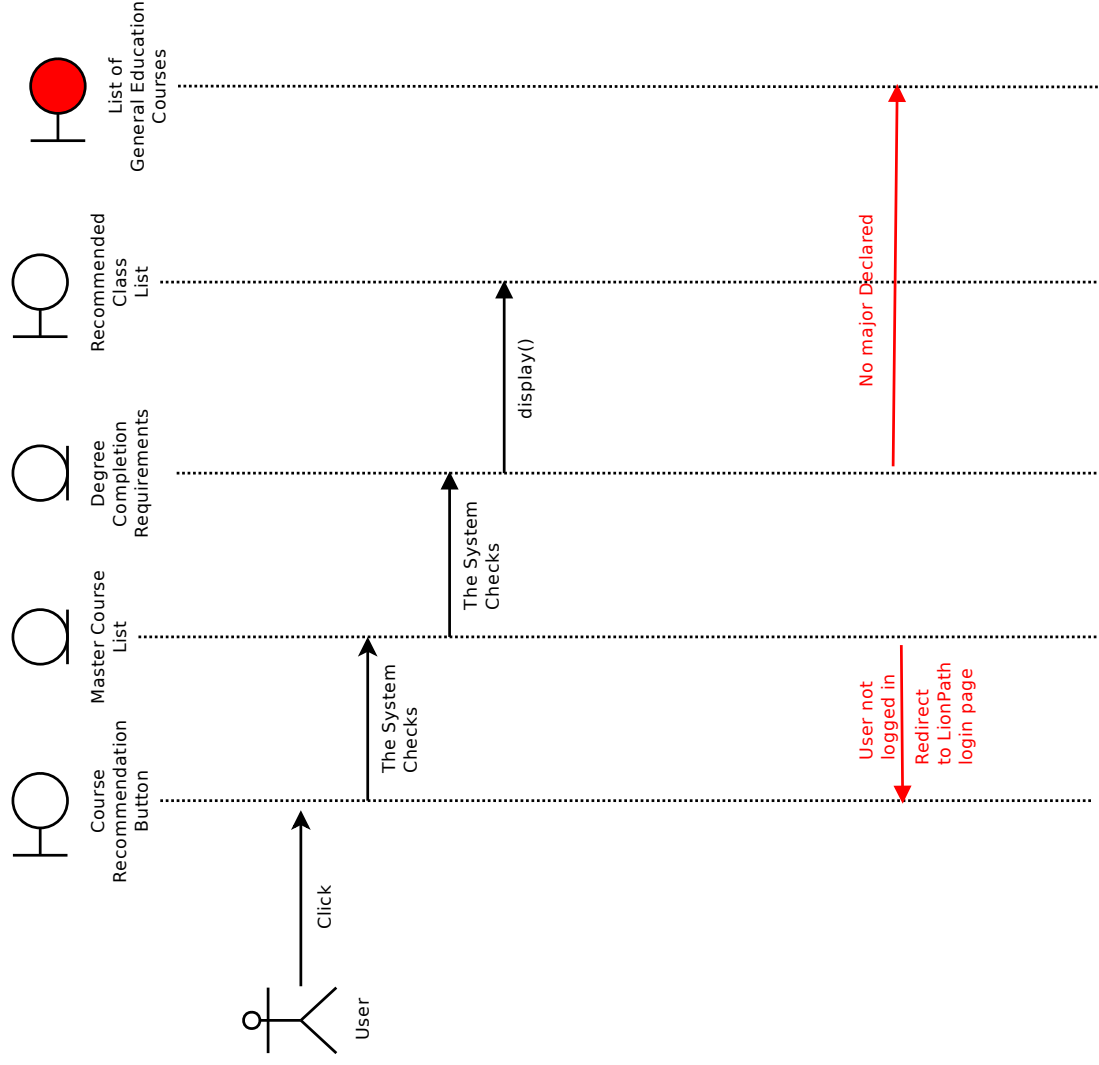 User
Course
Recommendation
Button
Master Course
List
Degree
Completion
Requirements
Recommended
Class
List
List of
General Education
Courses
Click
The System
Checks
The System
Checks
display()
User not
logged in
Redirect
to LionPath
login page
No major Declared